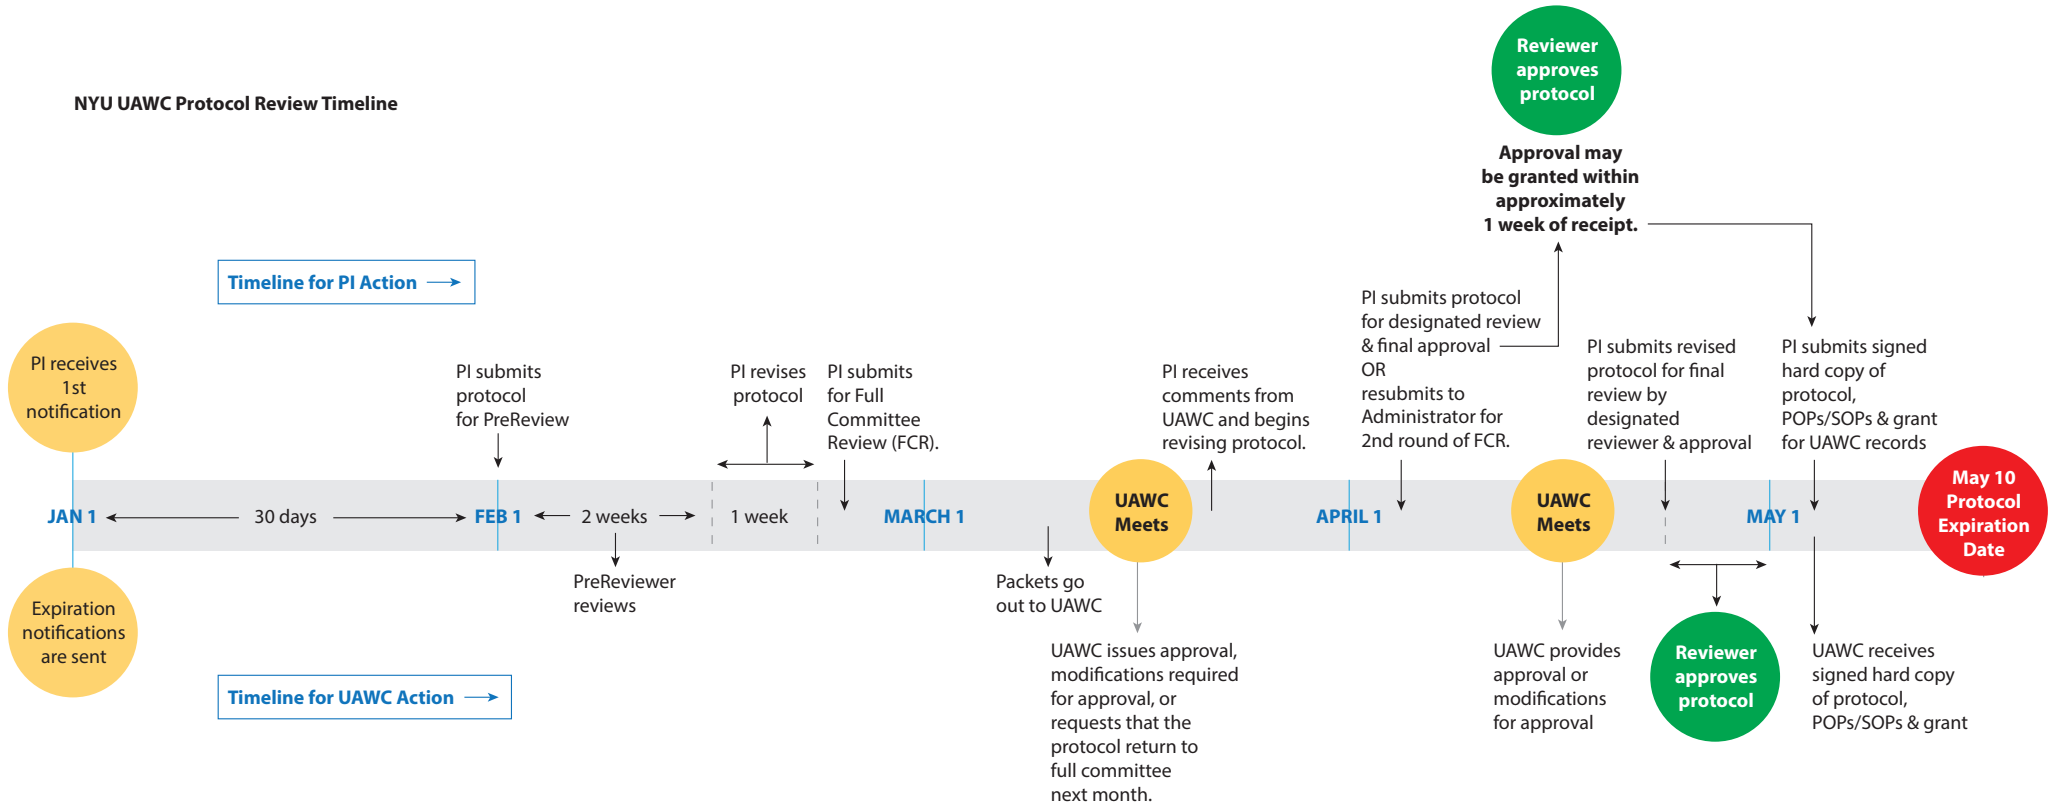 NYU UAWC Protocol Review Timeline
Reviewer
approves
protocol
Approval may
be granted within
approximately
1 week of receipt.
Timeline for PI Action
PI receives
1st
notification
PI submits
protocol
for PreReview
PI revises
protocol
PI submits
for Full
Committee
Review (FCR).
PI receives
comments from
UAWC and begins
revising protocol.
PI submits protocol
for designated review
& final approval
OR
resubmits to
Administrator for
2nd round of FCR.
PI submits revised
protocol for final
review by
designated
reviewer & approval
PI submits signed
hard copy of
protocol,
POPs/SOPs & grant
for UAWC records
JAN 1
30 days
FEB 1
2 weeks
1 week
MARCH 1
UAWC
Meets
APRIL 1
UAWC
Meets
MAY 1
May 10
Protocol
Expiration
Date
Expiration
notifications
are sent
PreReviewer
reviews
Packets go
out to UAWC
UAWC issues approval,
modifications required
for approval, or
requests that the
protocol return to
full committee
next month.
UAWC provides
approval or
modifications
for approval
Reviewer
approves
protocol
UAWC receives
signed hard copy
of protocol,
POPs/SOPs & grant
Timeline for UAWC Action